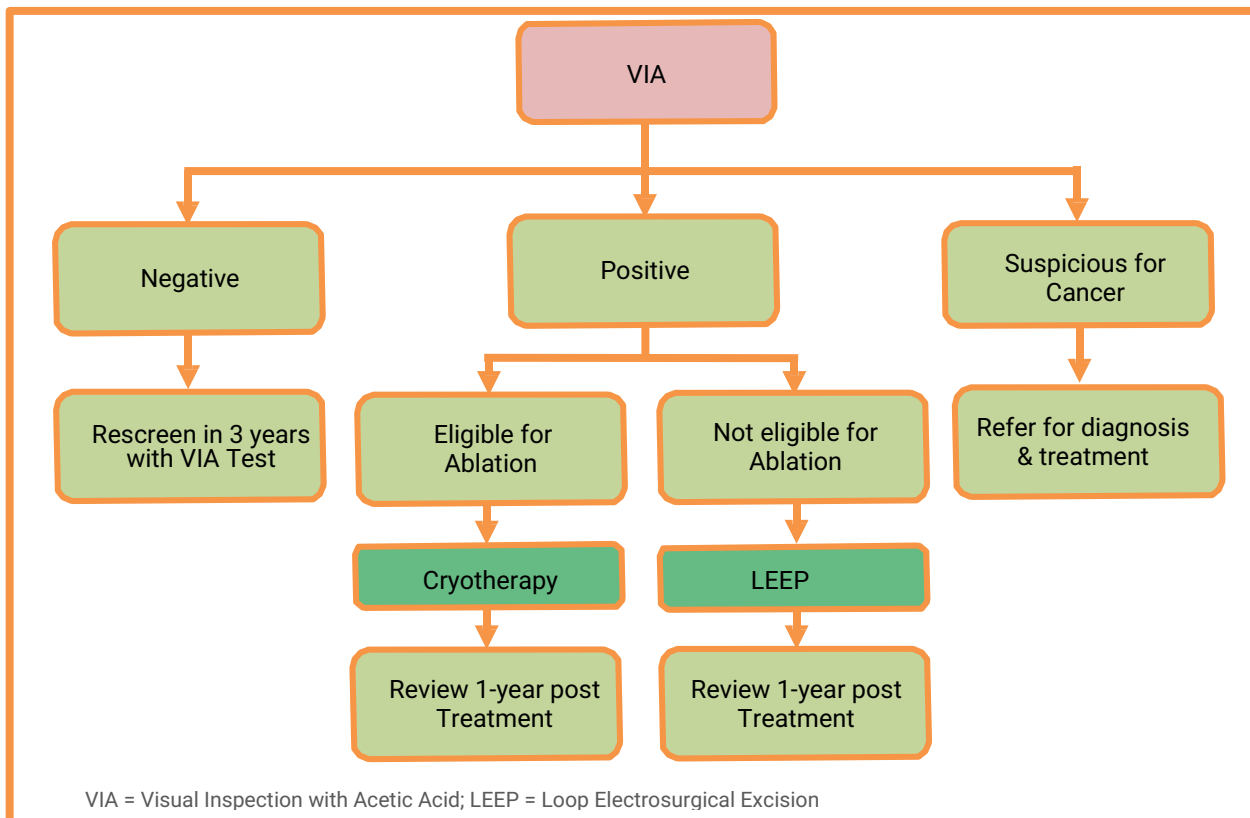 VIA
Negative
Positive
Suspicious for
Cancer
Rescreen in 3 years
with VIA Test
Eligible for
Ablation
Not eligible for
Ablation
Refer for diagnosis
& treatment
Cryotherapy
LEEP
Review 1-year post
Treatment
Review 1-year post
Treatment
VIA = Visual Inspection with Acetic Acid; LEEP = Loop Electrosurgical Excision